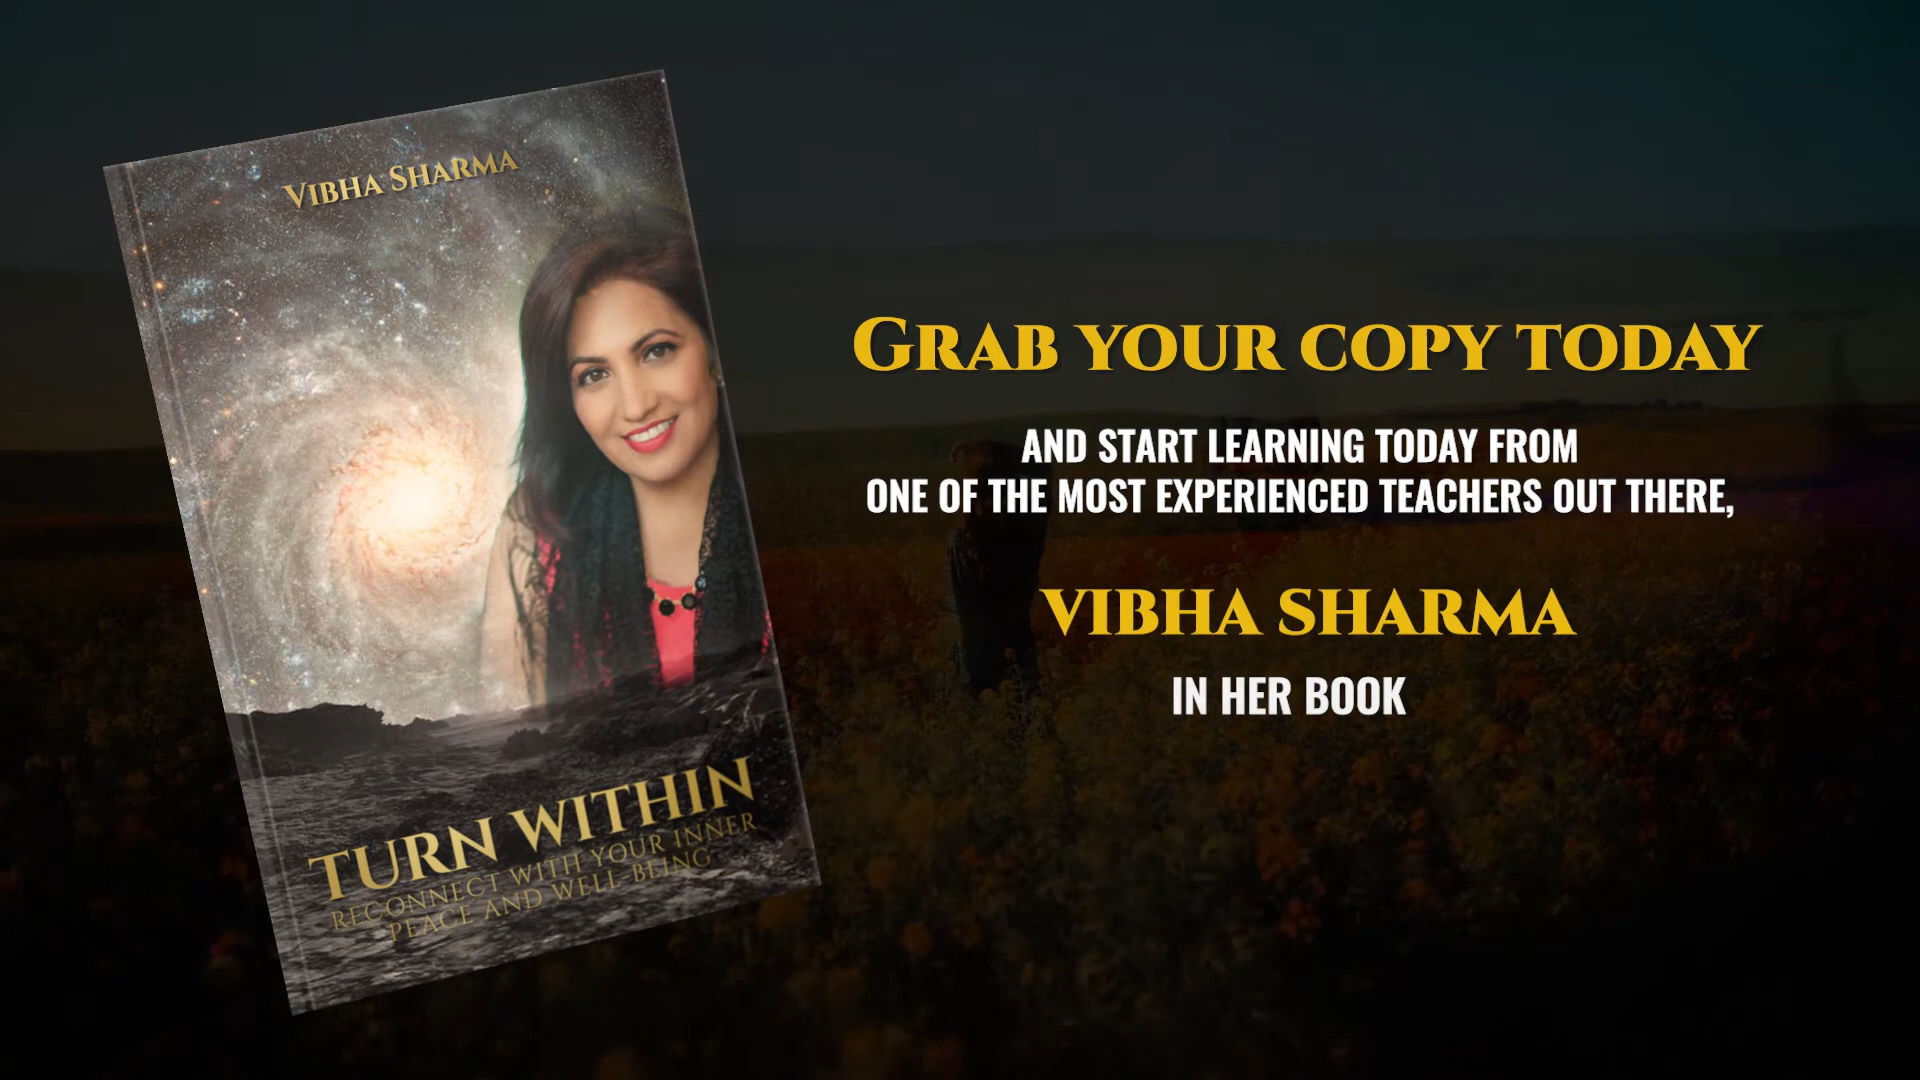 VIBHA SHARMA
TURN WITHIN
RECONNECT WITH YOUR INNER
PEACE AND WELL-BEING
GRAB YOUR COPY TODAY
AND START LEARNING TODAY FROM
ONE OF THE MOST EXPERIENCED TEACHERS OUT THERE,
VIBHA SHARMA
IN HER BOOK